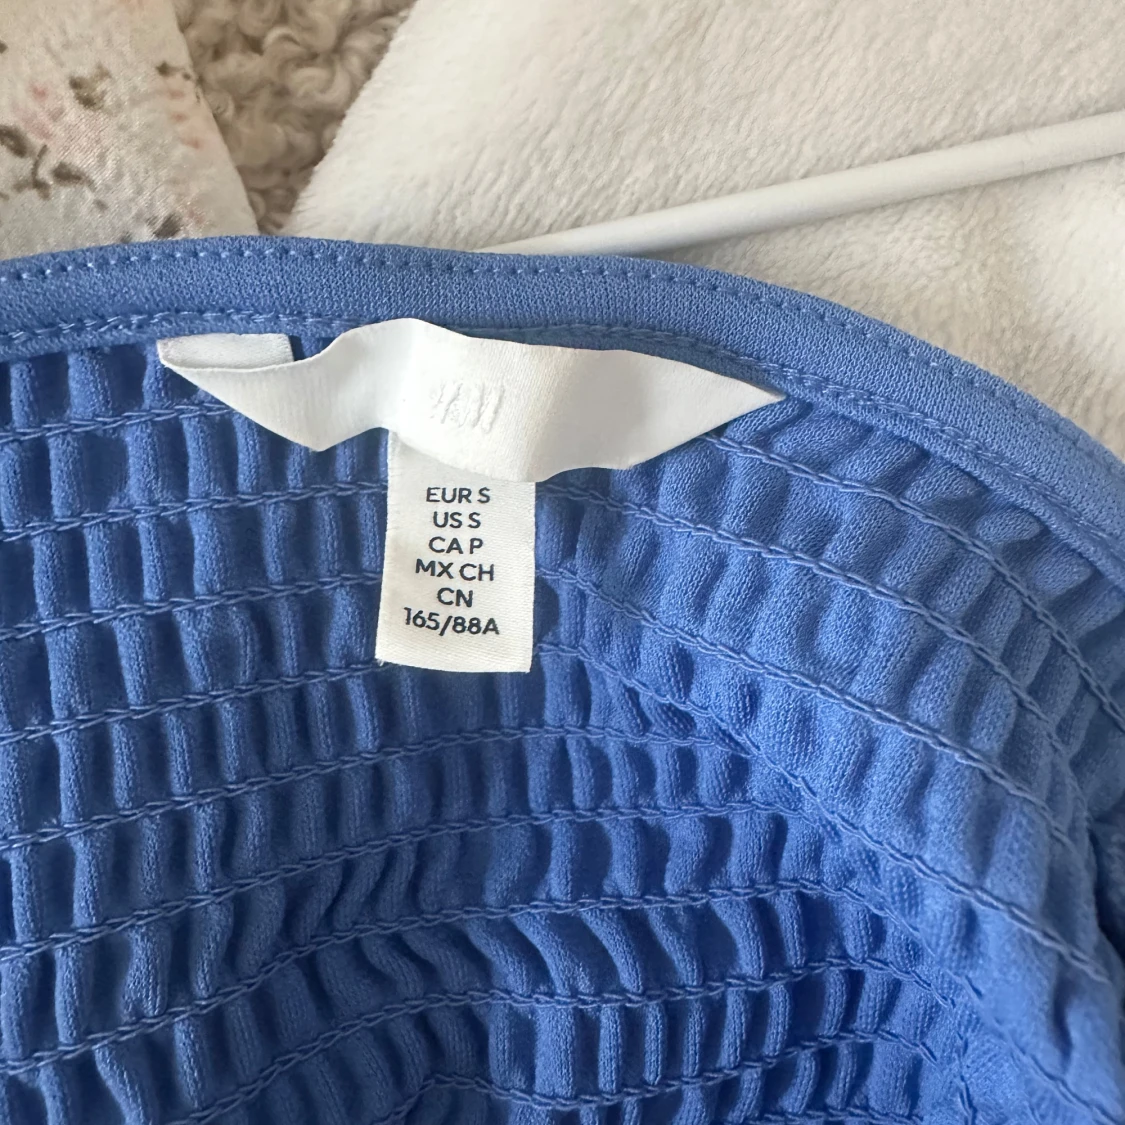 H&M
EUR S
US S
CA P
MX CH
CN
165/88A